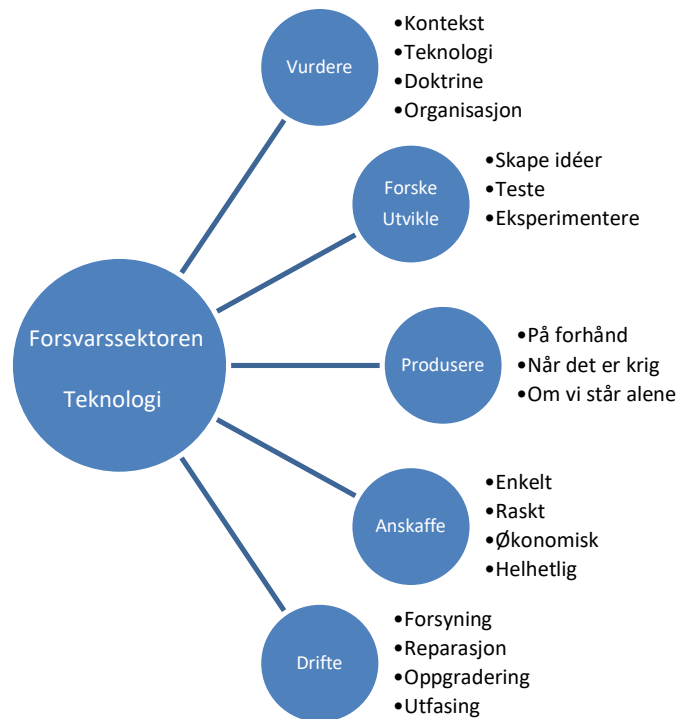 Vurdere
•Kontekst
•Teknologi
•Doktrine
•Organisasjon
Forske
Utvikle
•Skape idéer
•Teste
•Eksperimentere
Forsvarssektoren
Teknologi
Produsere
•På forhånd
•Når det er krig
•Om vi står alene
Anskaffe
•Enkelt
•Raskt
•Økonomisk
•Helhetlig
Drifte
•Forsyning
•Reparasjon
•Oppgradering
•Utfasing